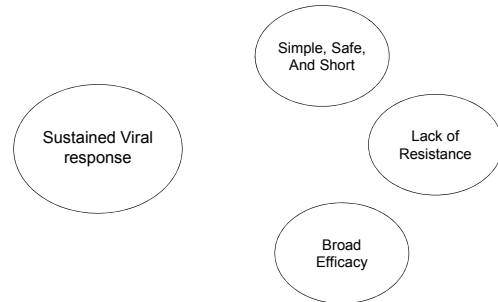 Sustained Viral
response
Simple, Safe,
And Short
Lack of
Resistance
Broad
Efficacy